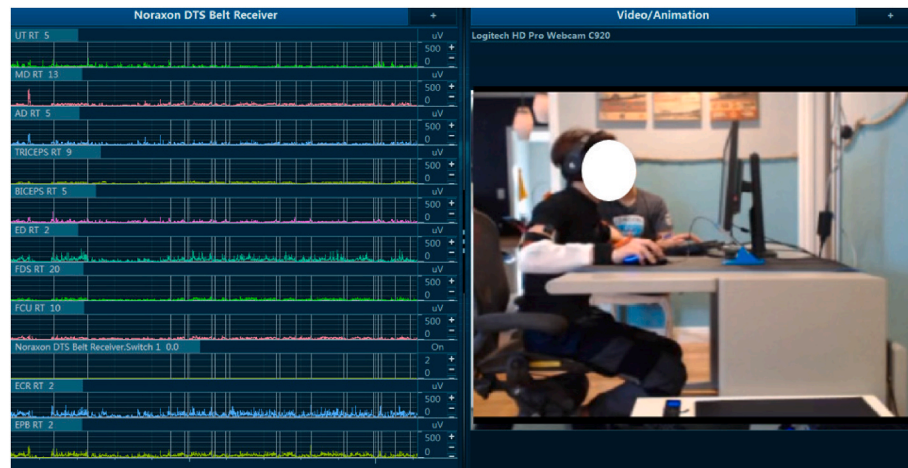 Noraxon DTS Belt Receiver
+
Video/Animation
+
UT RT 5
uV
Logitech HD Pro Webcam C920
500 +
0 -
MD RT 13
uV
500 +
0 -
AD RT 5
uV
500 +
0 -
TRICEPS RT 9
uV
500 +
0 -
BICEPS RT 5
uV
500 +
0 -
ED RT 2
uV
500 +
0 -
FDS RT 20
uV
500 +
0 -
FCU RT 10
uV
500 +
0 -
Noraxon DTS Belt Receiver.Switch 1 0.0
On
2 +
0 -
ECR RT 2
uV
500 +
0 -
EPB RT 2
uV
500 +
0 -